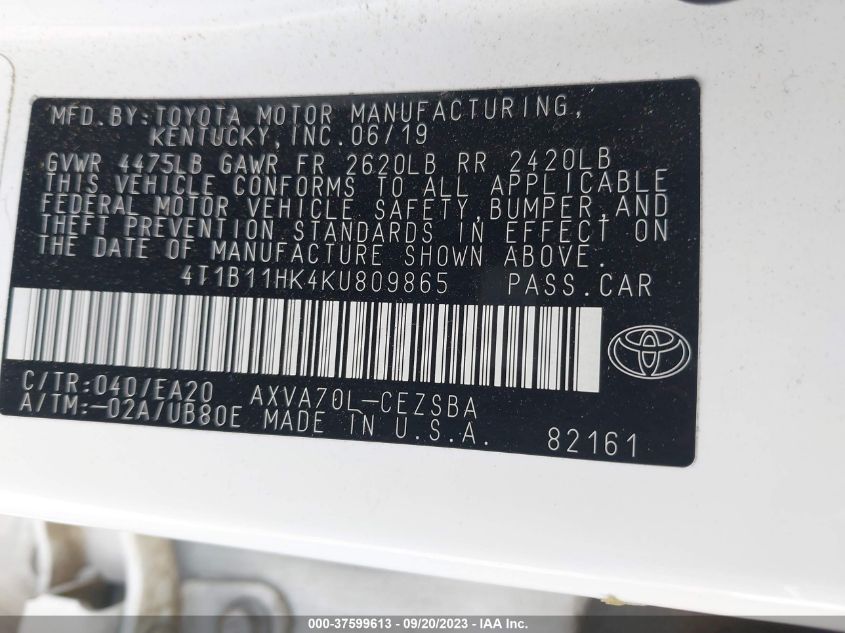 MFD.BY:TOYOTA MOTOR MANUFACTURING,
KENTUCKY,INC.06/19
GVWR 4475LB GAWR FR 2620LB RR 2420LB
THIS VEHICLE CONFORMS TO ALL APPLICABLE
FEDERAL MOTOR VEHICLE SAFETY,BUMPER,AND
THEFT PREVENTION STANDARDS IN EFFECT ON
THE DATE OF MANUFACTURE SHOWN ABOVE.
4T1B11HK4KU809865 PASS.CAR
C/TR:040/EA20 AXVA70L-CEZSBA
A/TM:-02A/UB80E MADE IN U.S.A. 82161
000-37599613 - 09/20/2023 - IAA Inc.